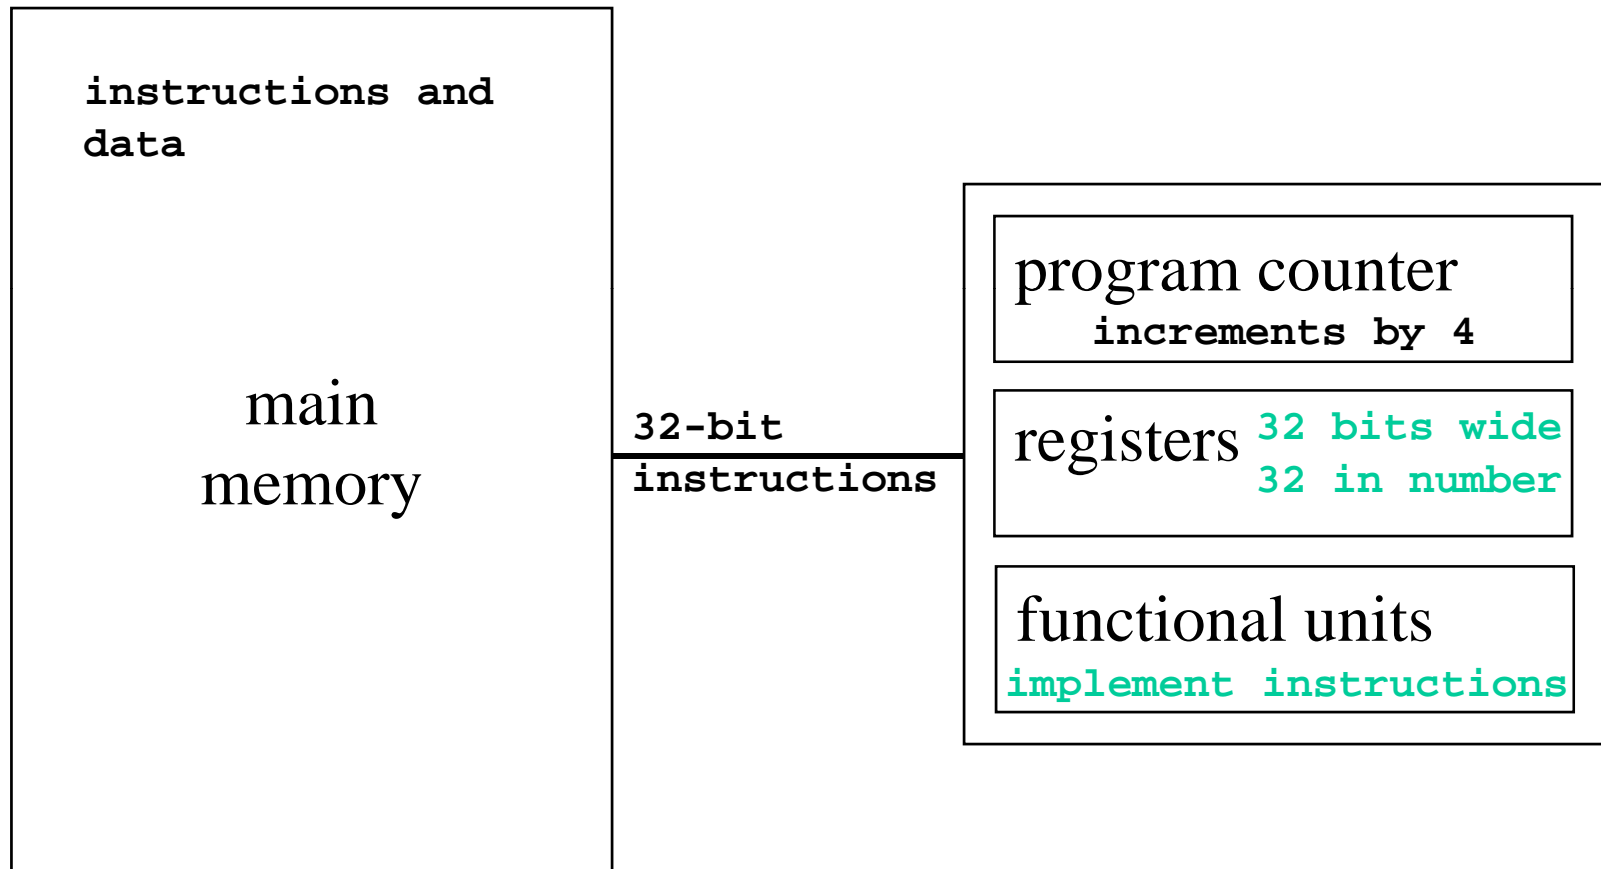 instructions and
data
main
memory
32-bit
instructions
program counter
increments by 4
registers
32 bits wide
32 in number
functional units
implement instructions